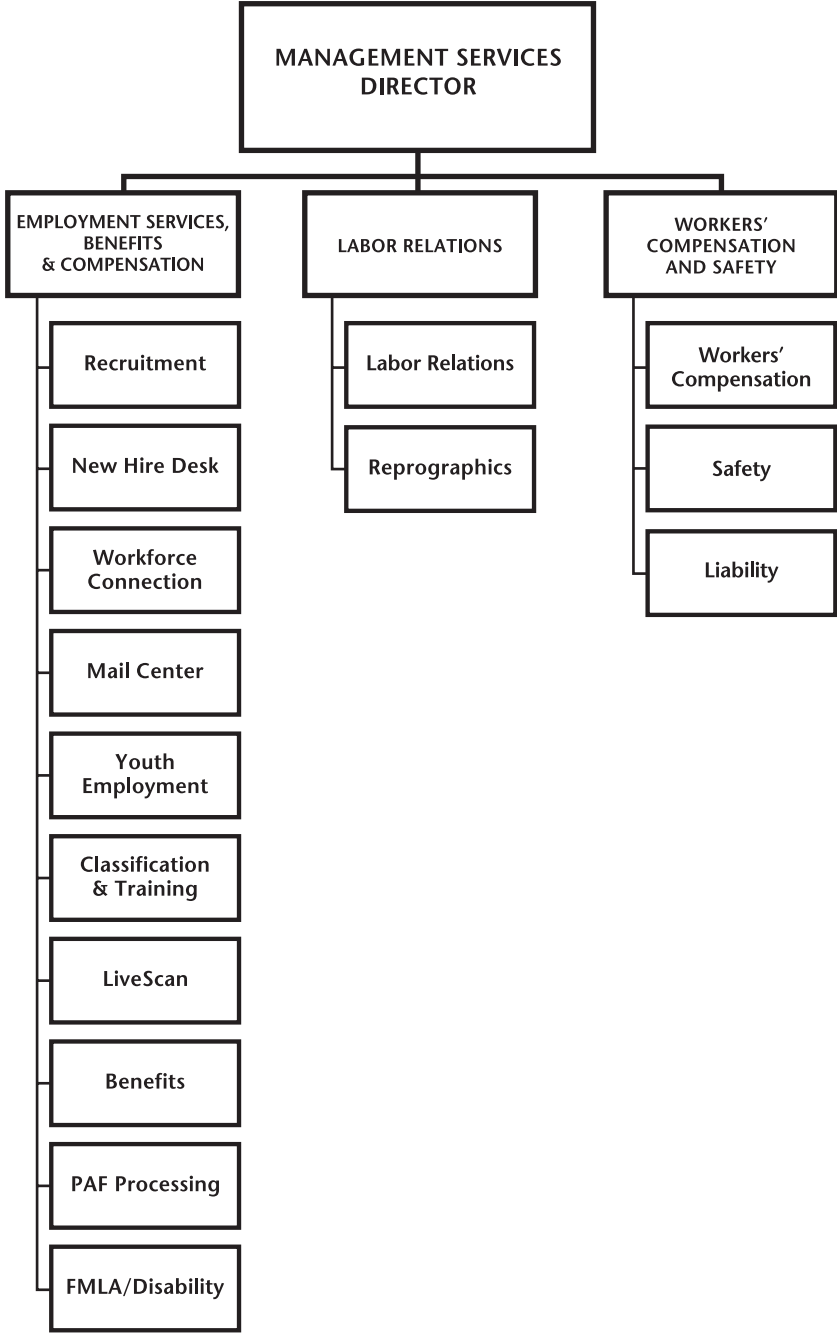 MANAGEMENT SERVICES
DIRECTOR
EMPLOYMENT SERVICES,
BENEFITS
& COMPENSATION
Recruitment
New Hire Desk
Workforce
Connection
Mail Center
Youth
Employment
Classification
& Training
LiveScan
Benefits
PAF Processing
FMLA/Disability
LABOR RELATIONS
Labor Relations
Reprographics
WORKERS’
COMPENSATION
AND SAFETY
Workers’
Compensation
Safety
Liability